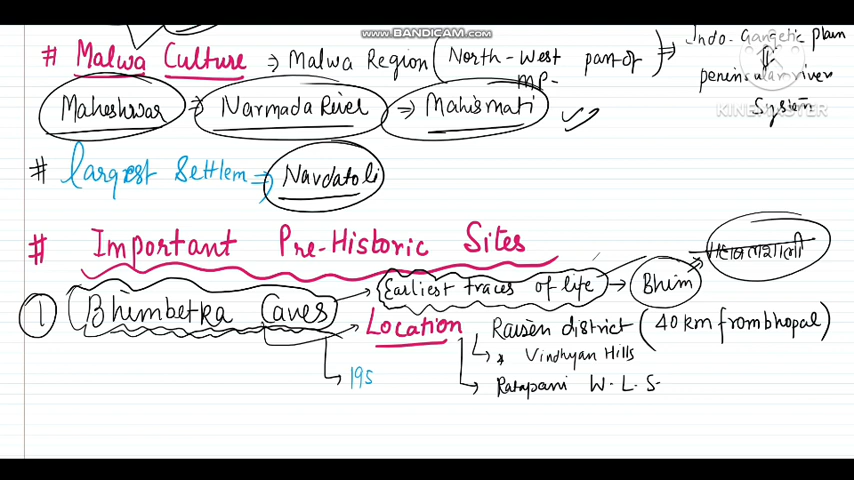 www.BANDICAM.com
# Malwa Culture ⇒ Malwa Region (North-West part of MP-) ⇒ Indo-Gangetic plain
peninsular river System
KINEMASTER
Maheshwar ⇒ Narmada River ⇒ Mahismati
# largest Settlem ⇒ Navdatoli
# Important Pre-Historic Sites
① Bhimbetka Caves → Earliest traces of life → Bhim ⇒
→ Location Raisen district (40 km from bhopal)
Vindhyan Hills
→ 195
→ Ratapani W.L.S